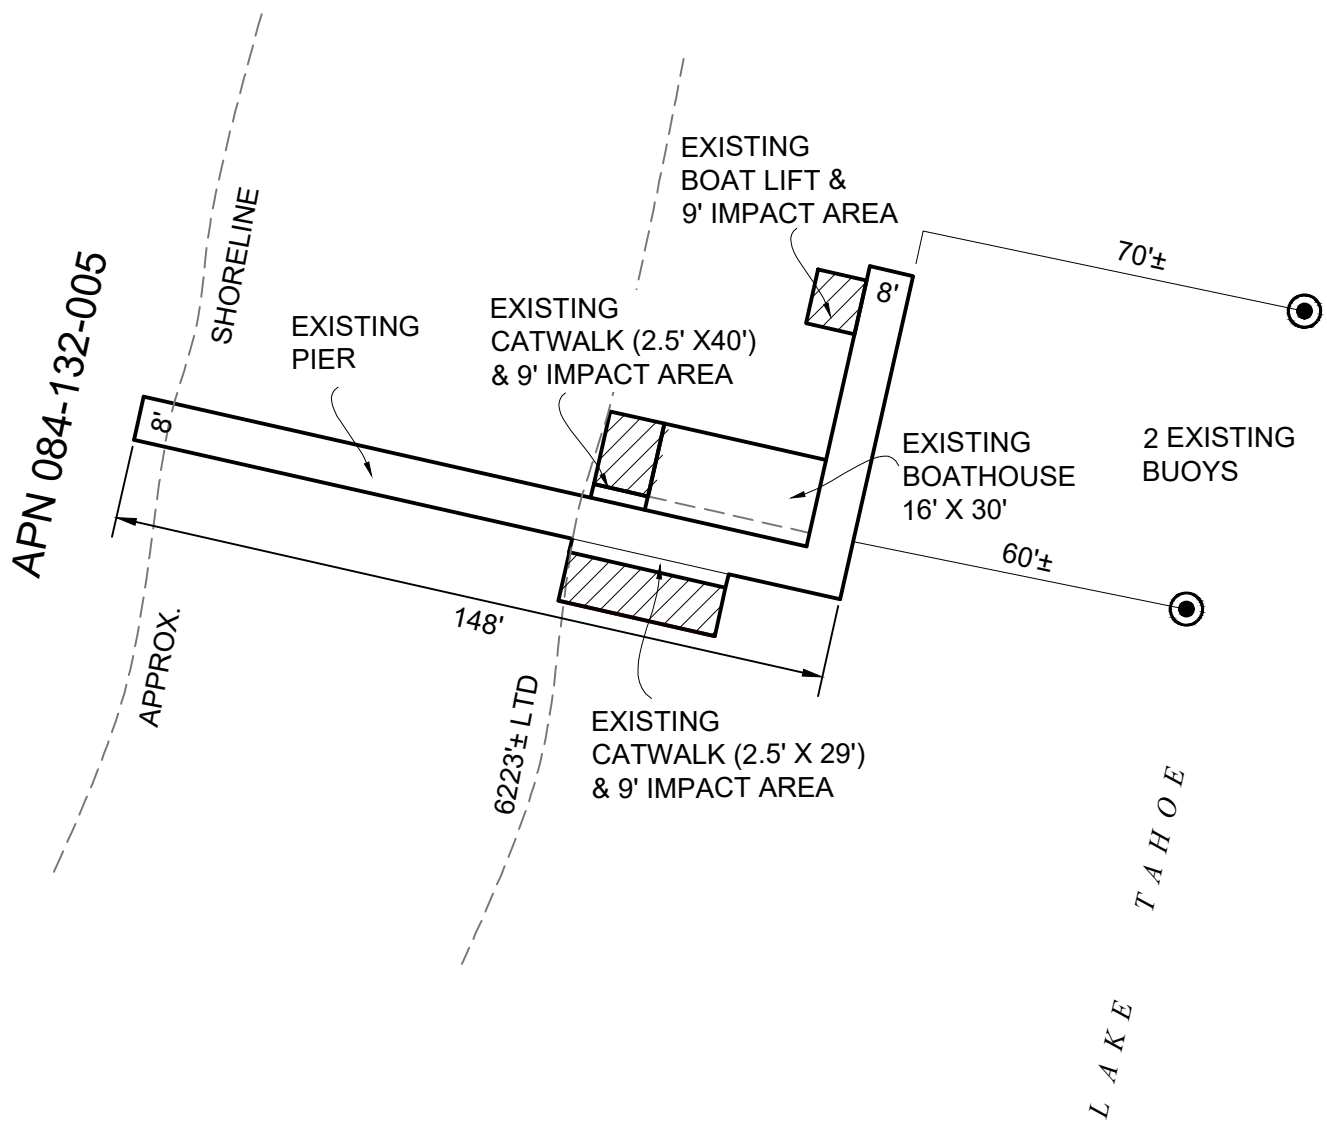 EXISTING
BOAT LIFT &
9' IMPACT AREA
70'±
8'
SHORELINE
APN 084-132-005
EXISTING
PIER
EXISTING
CATWALK (2.5' X40')
& 9' IMPACT AREA
8'
EXISTING
BOATHOUSE
16' X 30'
2 EXISTING
BUOYS
60'±
148'
APPROX.
6223'± LTD
EXISTING
CATWALK (2.5' X 29')
& 9' IMPACT AREA
LAKE TAHOE